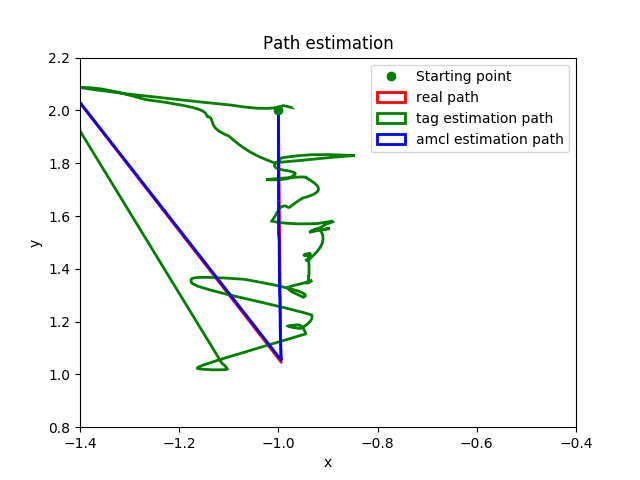 Path estimation
Starting point
real path
tag estimation path
amcl estimation path
2.2
2.0
1.8
1.6
1.4
1.2
1.0
0.8
y
−1.4 −1.2 −1.0 −0.8 −0.6 −0.4
x